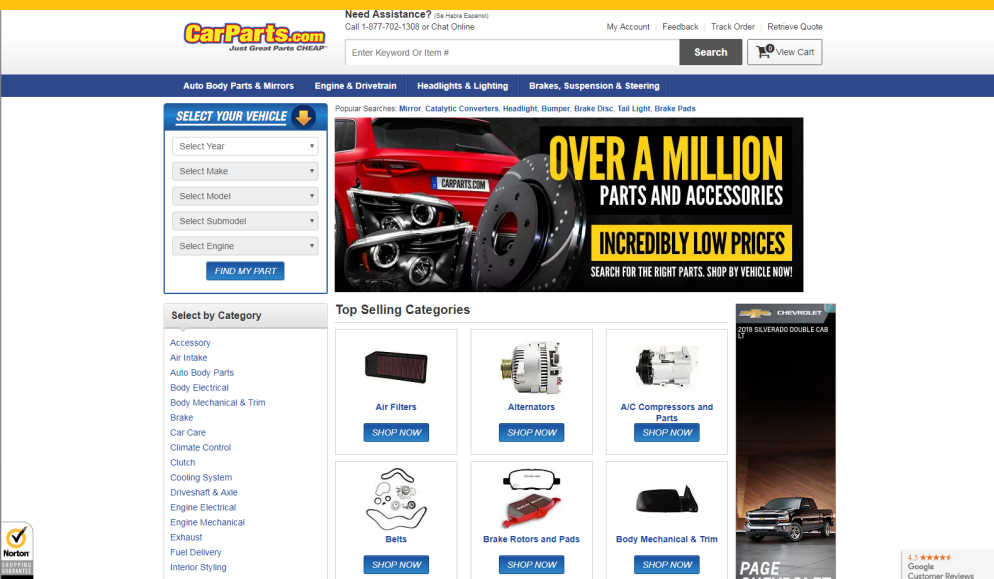 CarParts.com
Just Great Parts CHEAP
Need Assistance? (Se Habla Espanol)
Call 1-877-702-1308 or Chat Online
My Account
Feedback
Track Order
Retrieve Quote
Enter Keyword Or Item #
Search
0
View Cart
Auto Body Parts & Mirrors
Engine & Drivetrain
Headlights & Lighting
Brakes, Suspension & Steering
SELECT YOUR VEHICLE
Select Year
Select Make
Select Model
Select Submodel
Select Engine
FIND MY PART
Popular Searches: Mirror, Catalytic Converters, Headlight, Bumper, Brake Disc, Tail Light, Brake Pads
CARPARTS.COM
OVER A MILLION
PARTS AND ACCESSORIES
INCREDIBLY LOW PRICES
SEARCH FOR THE RIGHT PARTS. SHOP BY VEHICLE NOW!
Select by Category
Accessory
Air Intake
Auto Body Parts
Body Electrical
Body Mechanical & Trim
Brake
Car Care
Climate Control
Clutch
Cooling System
Driveshaft & Axle
Engine Electrical
Engine Mechanical
Exhaust
Fuel Delivery
Interior Styling
Top Selling Categories
Air Filters
SHOP NOW
Alternators
SHOP NOW
A/C Compressors and
Parts
SHOP NOW
Belts
SHOP NOW
Brake Rotors and Pads
SHOP NOW
Body Mechanical & Trim
SHOP NOW
CHEVROLET
2018 SILVERADO DOUBLE CAB
LT
PAGE
CHEVROLET
Norton
SHOPPING
GUARANTEE
4.5
Google
Customer Reviews